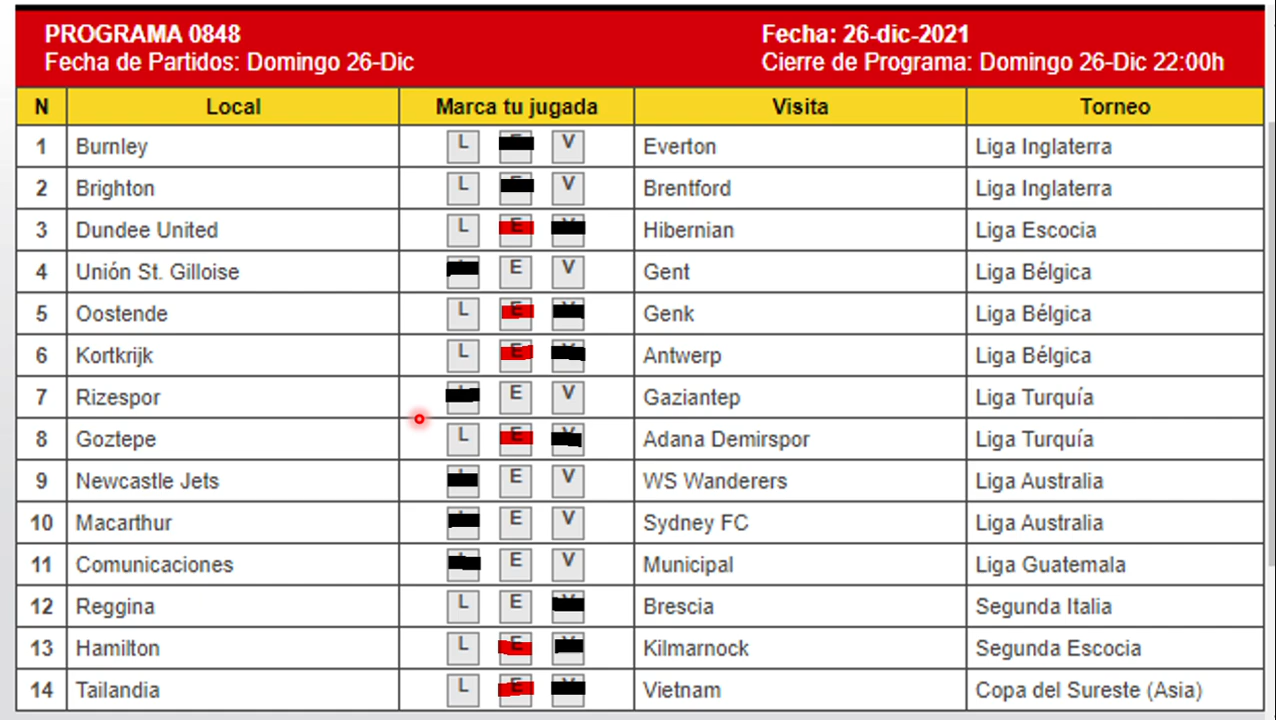 PROGRAMA 0848 Fecha: 26-dic-2021
Fecha de Partidos: Domingo 26-Dic Cierre de Programa: Domingo 26-Dic 22:00h
N Local Marca tu jugada Visita Torneo
1 Burnley L V Everton Liga Inglaterra
2 Brighton L V Brentford Liga Inglaterra
3 Dundee United L E Hibernian Liga Escocia
4 Unión St. Gilloise E V Gent Liga Bélgica
5 Oostende L E Genk Liga Bélgica
6 Kortkrijk L E Antwerp Liga Bélgica
7 Rizespor E V Gaziantep Liga Turquía
8 Goztepe L E Adana Demirspor Liga Turquía
9 Newcastle Jets E V WS Wanderers Liga Australia
10 Macarthur E V Sydney FC Liga Australia
11 Comunicaciones E V Municipal Liga Guatemala
12 Reggina L E Brescia Segunda Italia
13 Hamilton L E Kilmarnock Segunda Escocia
14 Tailandia L E Vietnam Copa del Sureste (Asia)